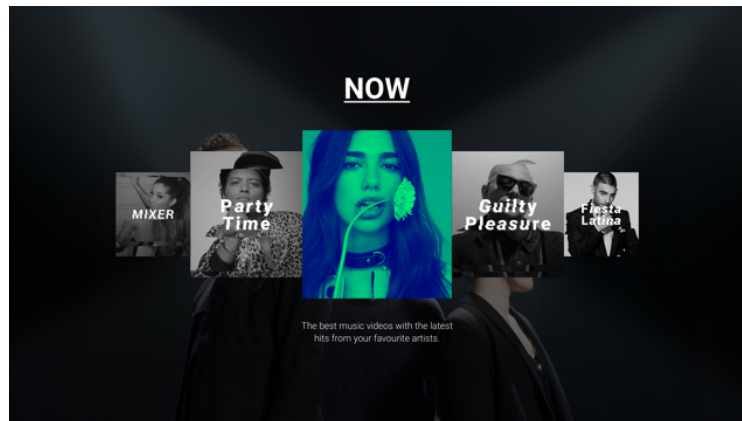 NOW
MIXER
Party
Time
Guilty
Pleasure
Fiesta
Latina
The best music videos with the latest
hits from your favourite artists.